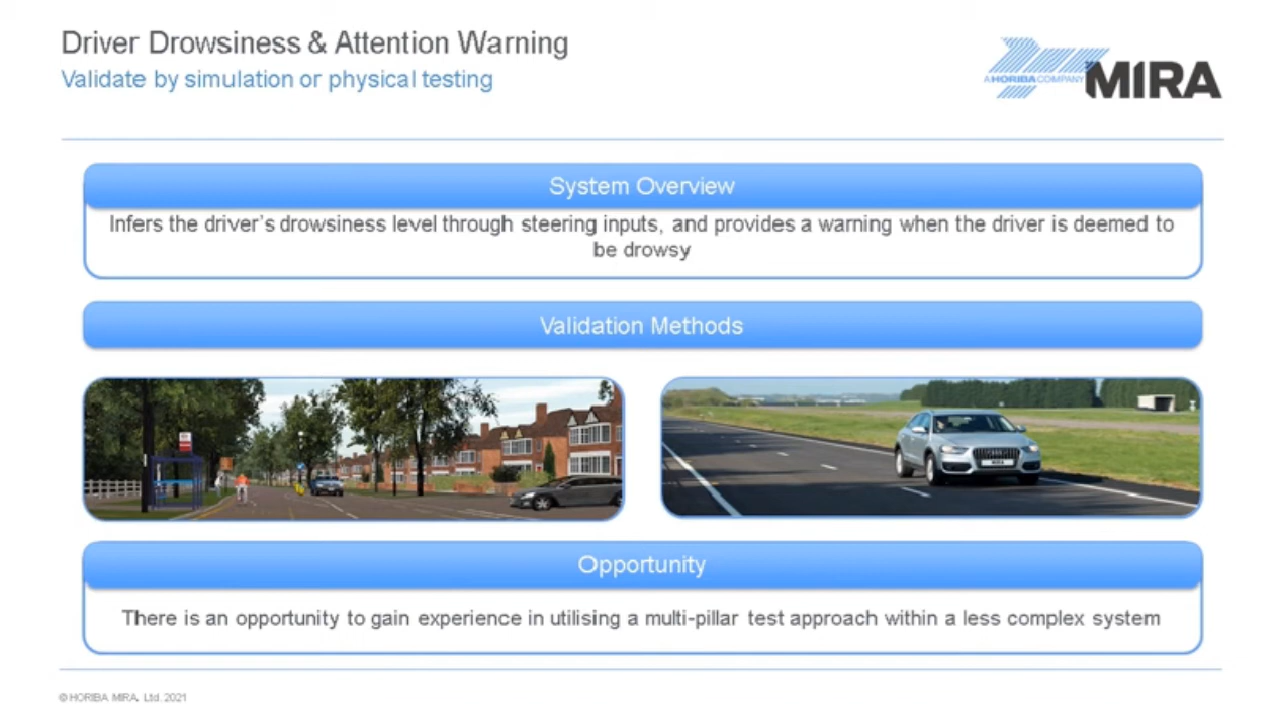 Driver Drowsiness & Attention Warning
Validate by simulation or physical testing
A HORIBA COMPANY
MIRA
System Overview
Infers the driver's drowsiness level through steering inputs, and provides a warning when the driver is deemed to
be drowsy
Validation Methods
Opportunity
There is an opportunity to gain experience in utilising a multi-pillar test approach within a less complex system
© HORIBA MIRA. Ltd. 2021